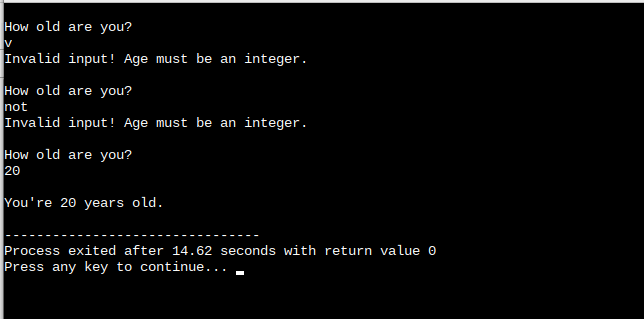 How old are you?
v
Invalid input! Age must be an integer.
How old are you?
not
Invalid input! Age must be an integer.
How old are you?
20
You're 20 years old.
--------------------------------
Process exited after 14.62 seconds with return value 0
Press any key to continue...